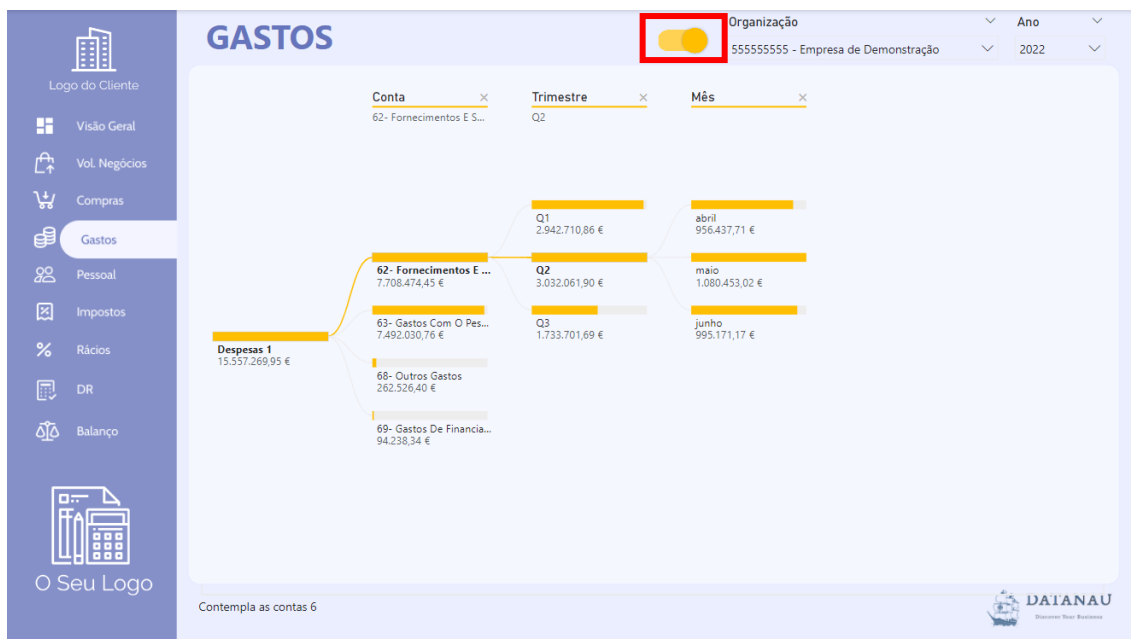 GASTOS
Organização
555555555 - Empresa de Demonstração
Ano
2022
Logo do Cliente
Visão Geral
Vol. Negócios
Compras
Gastos
Pessoal
Impostos
Rácios
DR
Balanço
O Seu Logo
Conta
62- Fornecimentos E S...
Trimestre
Q2
Mês
Despesas 1
15.557.269,95 €
62- Fornecimentos E ...
7.708.474,45 €
63- Gastos Com O Pes...
7.492.030,76 €
68- Outros Gastos
262.526,40 €
69- Gastos De Financia...
94.238,34 €
Q1
2.942.710,86 €
Q2
3.032.061,90 €
Q3
1.733.701,69 €
abril
956.437,71 €
maio
1.080.453,02 €
junho
995.171,17 €
Contempla as contas 6
DATANAU
Discover Your Business